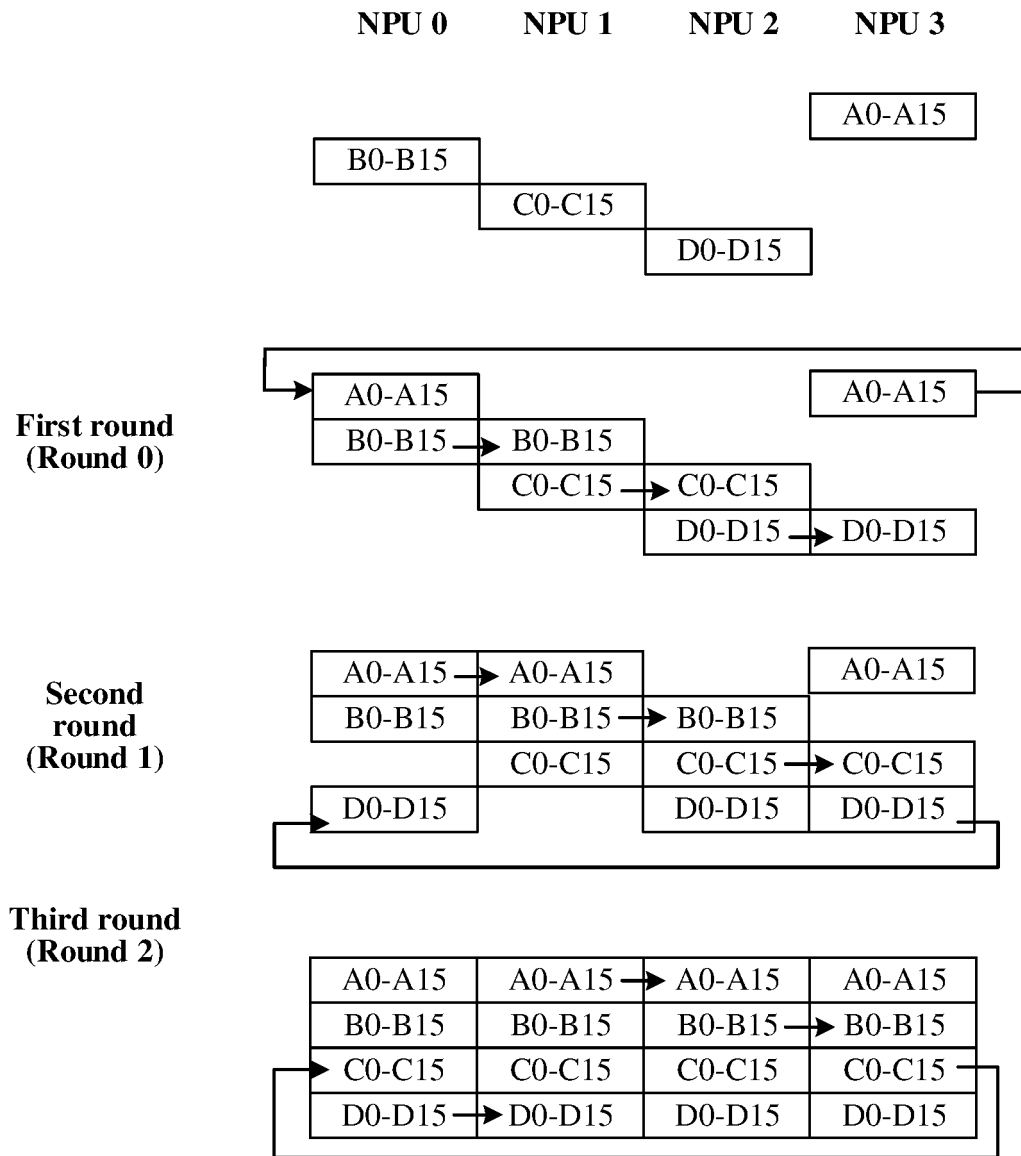 NPU 0 NPU 1 NPU 2 NPU 3
A0-A15
B0-B15
C0-C15
D0-D15
First round
(Round 0)
A0-A15 A0-A15
B0-B15 B0-B15
C0-C15 C0-C15
D0-D15 D0-D15
Second
round
(Round 1)
A0-A15 A0-A15 A0-A15
B0-B15 B0-B15 B0-B15
C0-C15 C0-C15 C0-C15
D0-D15 D0-D15 D0-D15
Third round
(Round 2)
A0-A15 A0-A15 A0-A15 A0-A15
B0-B15 B0-B15 B0-B15 B0-B15
C0-C15 C0-C15 C0-C15 C0-C15
D0-D15 D0-D15 D0-D15 D0-D15